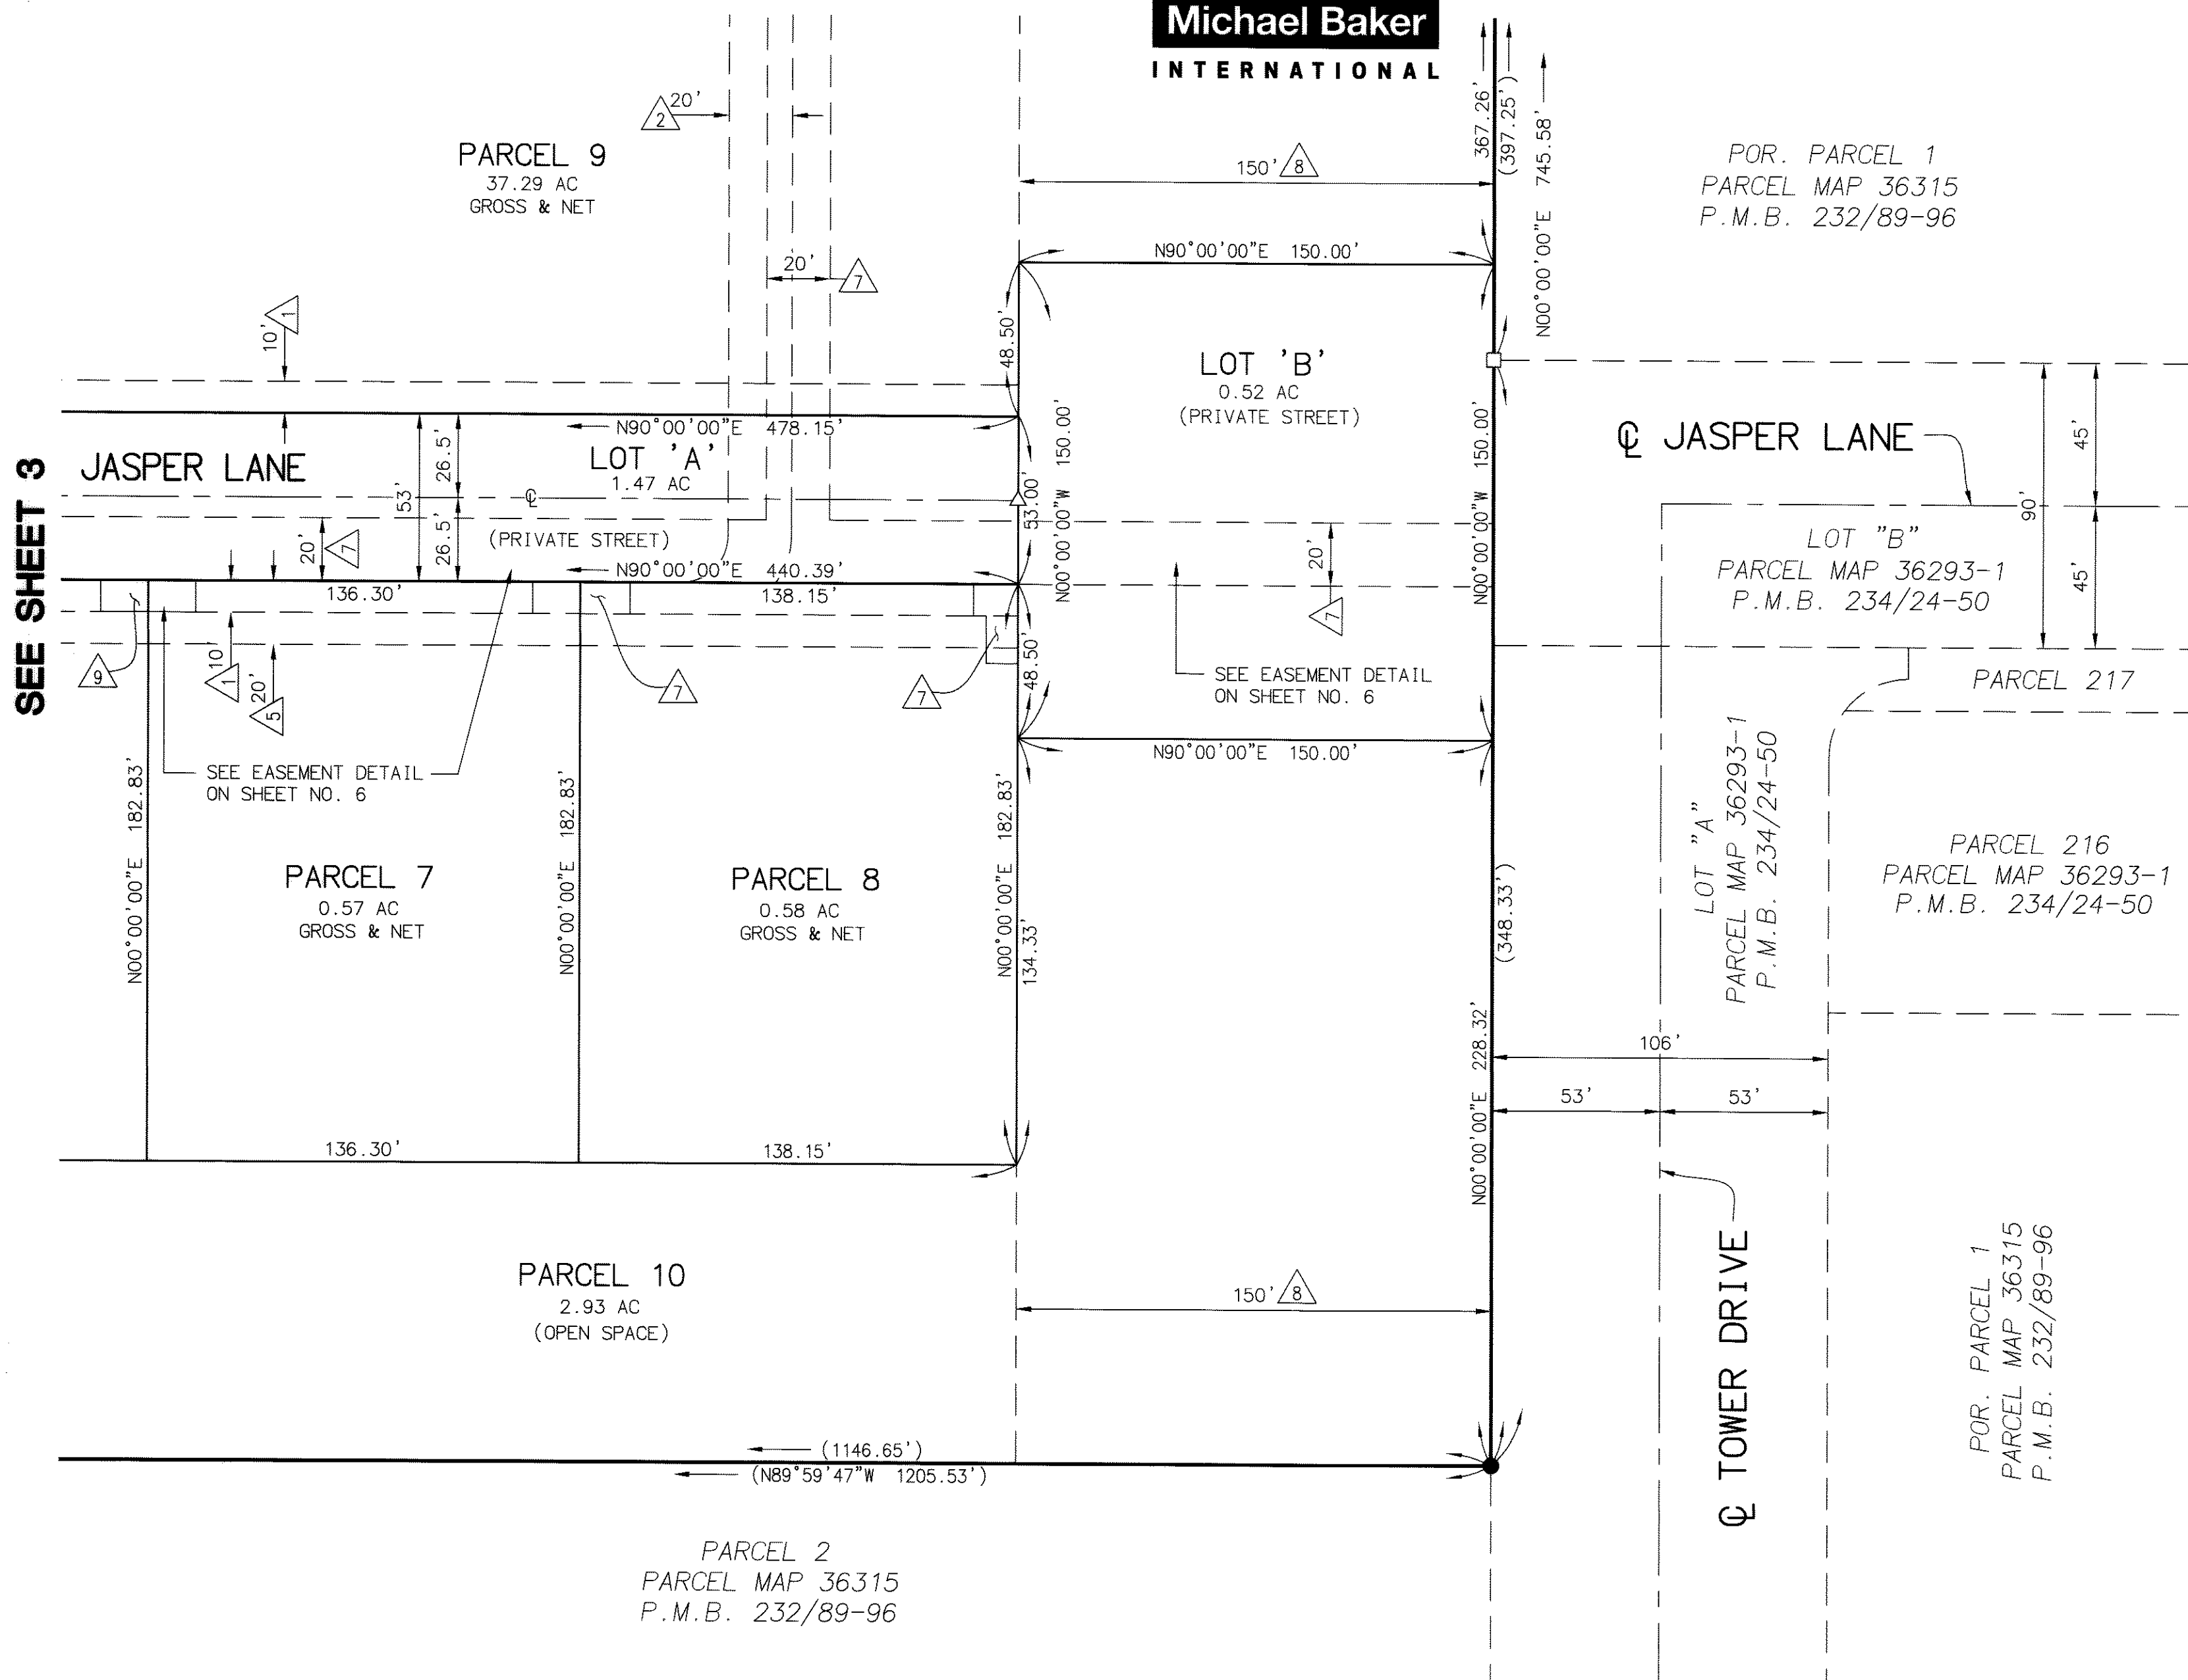 Michael Baker
INTERNATIONAL
PARCEL 9
37.29 AC
GROSS & NET
20'
2
20'
7
150'
8
367.26'
(397.25')
N00°00'00"E 745.58'
POR. PARCEL 1
PARCEL MAP 36315
P.M.B. 232/89-96
10'
1
N90°00'00"E 150.00'
48.50'
LOT 'B'
0.52 AC
(PRIVATE STREET)
SEE SHEET 3
JASPER LANE
N90°00'00"E 478.15'
LOT 'A'
1.47 AC
℄
(PRIVATE STREET)
53'
26.5'
26.5'
20'
7
N90°00'00"E 440.39'
53.00'
N00°00'00"W 150.00'
N00°00'00"W 150.00'
20'
7
℄ JASPER LANE
45'
90'
45'
LOT "B"
PARCEL MAP 36293-1
P.M.B. 234/24-50
PARCEL 217
136.30'
138.15'
9
10'
1
20'
5
7
7
48.50'
SEE EASEMENT DETAIL
ON SHEET NO. 6
SEE EASEMENT DETAIL
ON SHEET NO. 6
N90°00'00"E 150.00'
N00°00'00"E 182.83'
PARCEL 7
0.57 AC
GROSS & NET
N00°00'00"E 182.83'
PARCEL 8
0.58 AC
GROSS & NET
N00°00'00"E 182.83'
134.33'
(348.33')
N00°00'00"E 228.32'
LOT "A"
PARCEL MAP 36293-1
P.M.B. 234/24-50
PARCEL 216
PARCEL MAP 36293-1
P.M.B. 234/24-50
106'
53'
53'
136.30'
138.15'
PARCEL 10
2.93 AC
(OPEN SPACE)
150'
8
℄ TOWER DRIVE
POR. PARCEL 1
PARCEL MAP 36315
P.M.B. 232/89-96
(1146.65')
(N89°59'47"W 1205.53')
PARCEL 2
PARCEL MAP 36315
P.M.B. 232/89-96